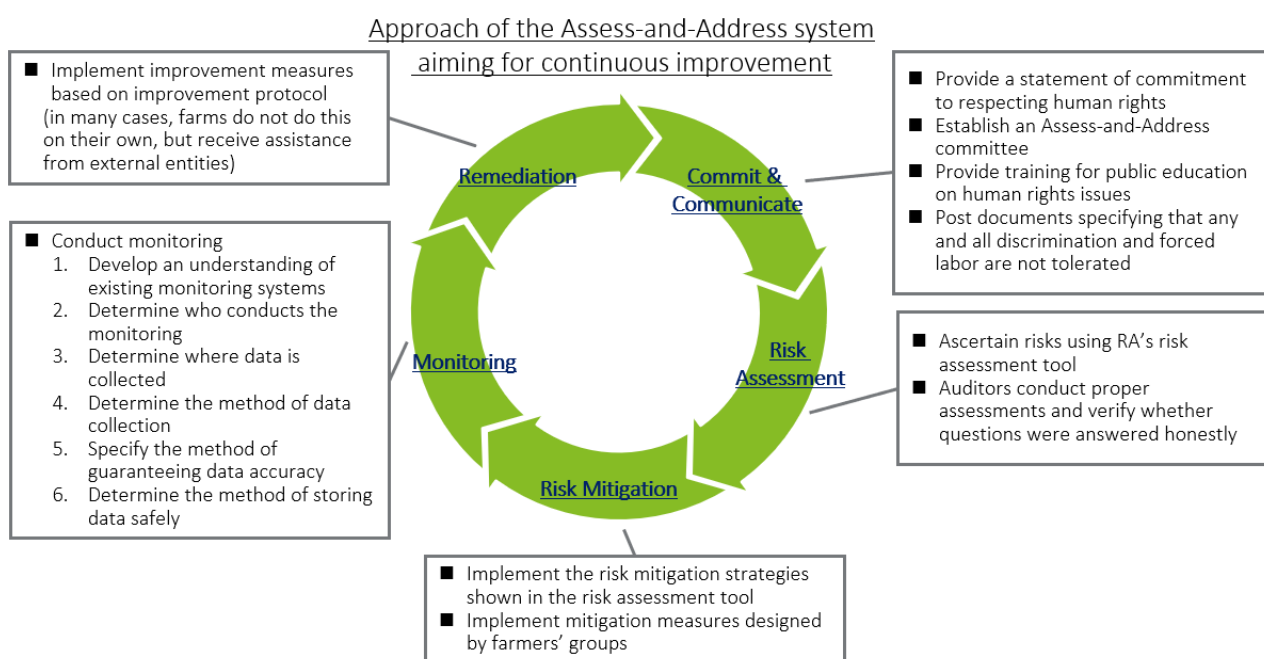 Approach of the Assess-and-Address system
aiming for continuous improvement
■ Implement improvement measures
based on improvement protocol
(in many cases, farms do not do this
on their own, but receive assistance
from external entities)
■ Provide a statement of commitment
to respecting human rights
■ Establish an Assess-and-Address
committee
■ Provide training for public education
on human rights issues
■ Post documents specifying that any
and all discrimination and forced
labor are not tolerated
Remediation
Commit &
Communicate
■ Conduct monitoring
1. Develop an understanding of
existing monitoring systems
2. Determine who conducts the
monitoring
3. Determine where data is
collected
4. Determine the method of data
collection
5. Specify the method of
guaranteeing data accuracy
6. Determine the method of storing
data safely
Monitoring
Risk
Assessment
■ Ascertain risks using RA’s risk
assessment tool
■ Auditors conduct proper
assessments and verify whether
questions were answered honestly
Risk Mitigation
■ Implement the risk mitigation strategies
shown in the risk assessment tool
■ Implement mitigation measures designed
by farmers’ groups